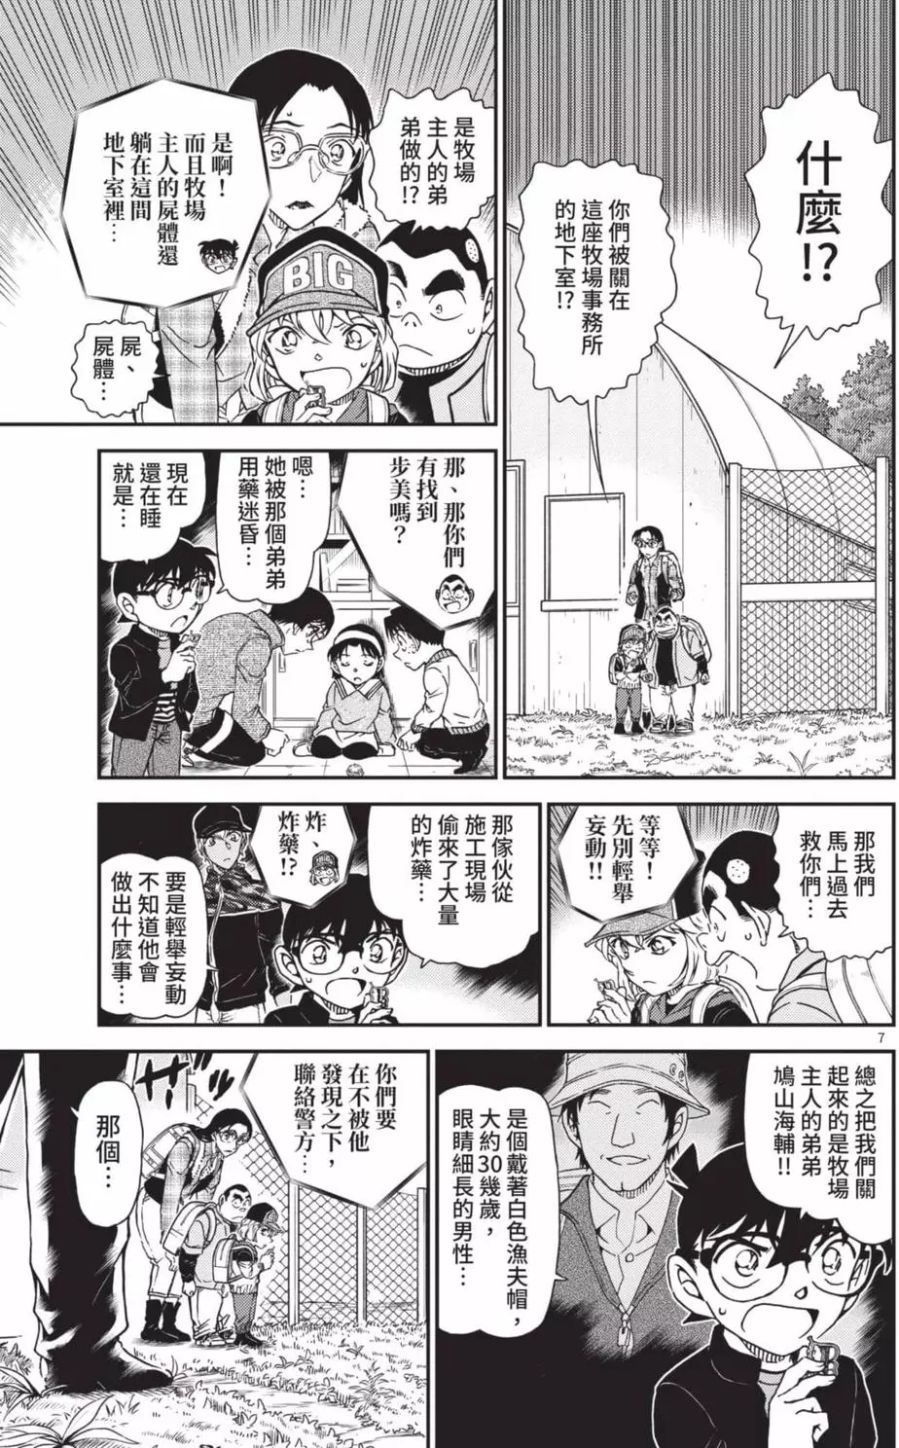 什麼!?
你們被關在
這座牧場事務所
的地下室!?
是牧場
主人的弟
弟做的!?
BIG
是啊！
而且牧場
主人的屍體還
躺在這間
地下室裡…
屍、
屍體…
那、那你們
有找到
步美嗎？
嗯…
她被那個弟弟
用藥迷昏…
現在
還在睡
就是…
那我們
馬上過去
救你們…
等等！
先別輕舉
妄動!!
那傢伙從
施工現場
偷來了大量
的炸藥…
炸、
炸藥!?
要是輕舉妄動
不知道他會
做出什麼事…
7
總之把我們關
起來的是牧場
主人的弟弟
鳩山海輔!!
是個戴著白色漁夫帽，
大約30幾歲，
眼睛細長的男性…
你們要
在不被他
發現之下，
聯絡警方…
那個…